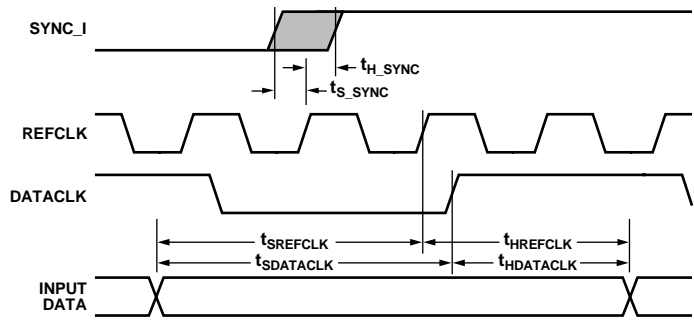 SYNC_I
tH_SYNC
tS_SYNC
REFCLK
DATACLK
tSREFCLK
tHREFCLK
tSDATACLK
tHDATACLK
INPUT
DATA